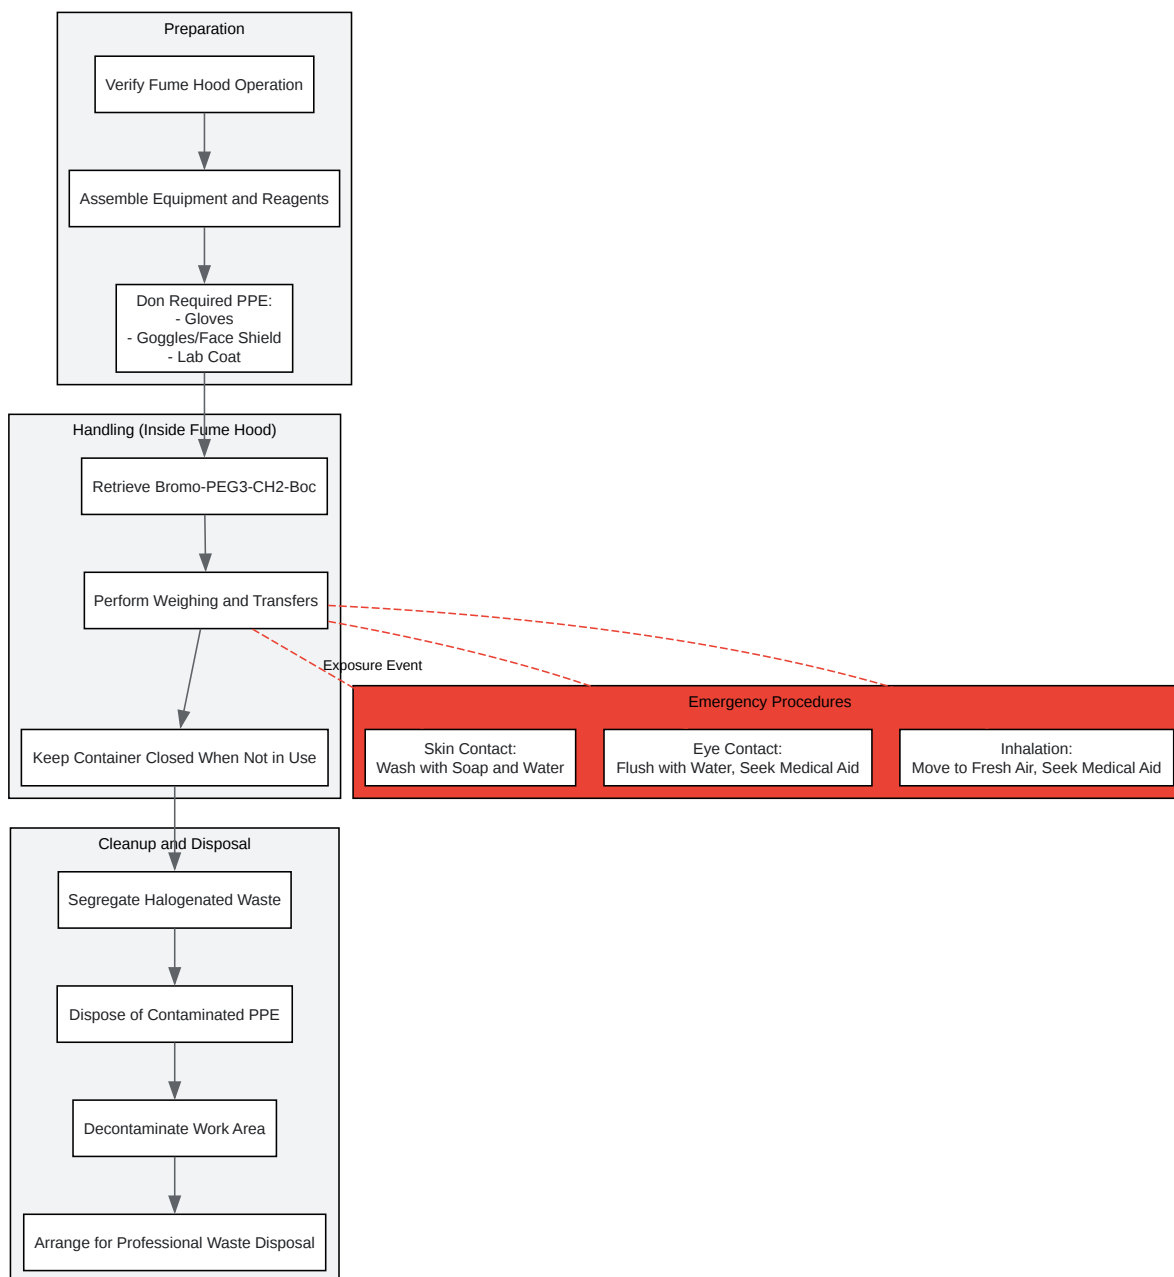 Preparation
Verify Fume Hood Operation
Assemble Equipment and Reagents
Don Required PPE:
- Gloves
- Goggles/Face Shield
- Lab Coat
Handling (Inside Fume Hood)
Retrieve Bromo-PEG3-CH2-Boc
Perform Weighing and Transfers
Exposure Event
Keep Container Closed When Not in Use
Emergency Procedures
Skin Contact:
Wash with Soap and Water
Eye Contact:
Flush with Water, Seek Medical Aid
Inhalation:
Move to Fresh Air, Seek Medical Aid
Cleanup and Disposal
Segregate Halogenated Waste
Dispose of Contaminated PPE
Decontaminate Work Area
Arrange for Professional Waste Disposal